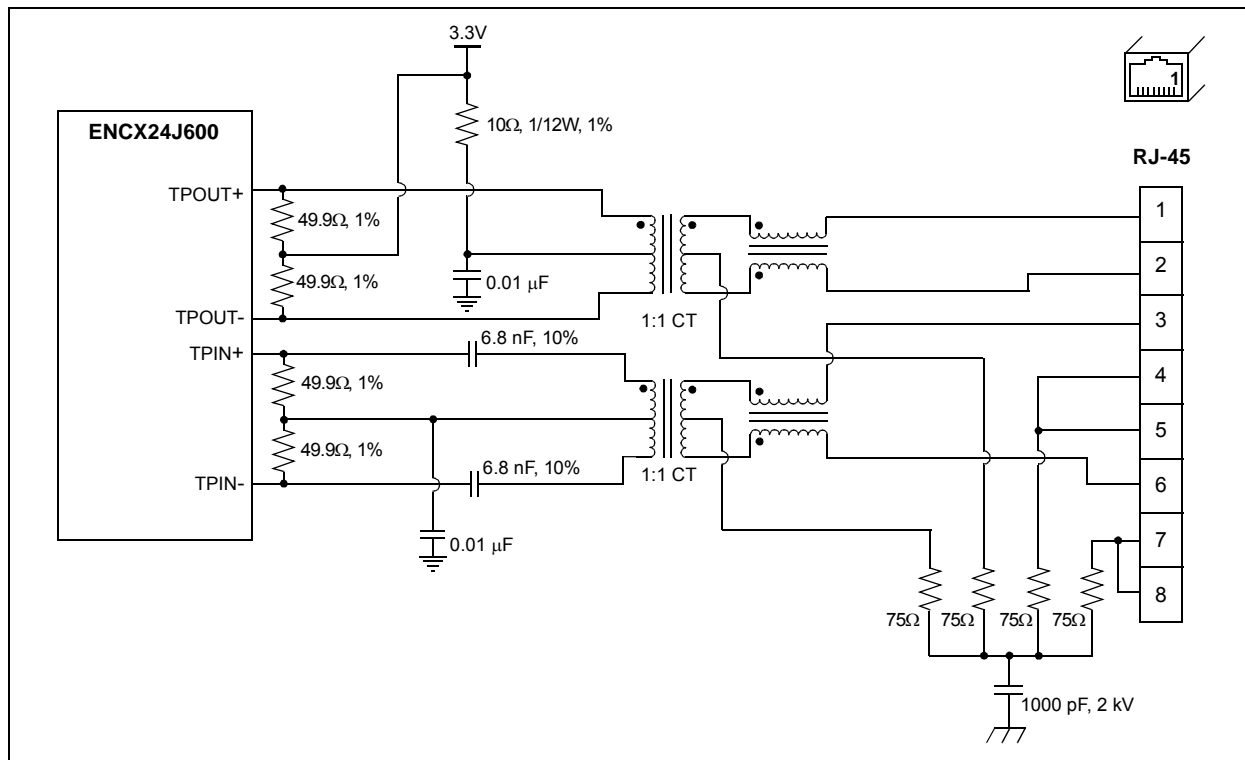 3.3V
1
10Ω, 1/12W, 1%
ENCX24J600
RJ-45
TPOUT+
49.9Ω, 1%
49.9Ω, 1%
0.01 μF
TPOUT-
1:1 CT
1
2
3
4
5
6
7
8
TPIN+
6.8 nF, 10%
49.9Ω, 1%
49.9Ω, 1%
6.8 nF, 10%
TPIN-
1:1 CT
0.01 μF
75Ω
75Ω
75Ω
75Ω
1000 pF, 2 kV